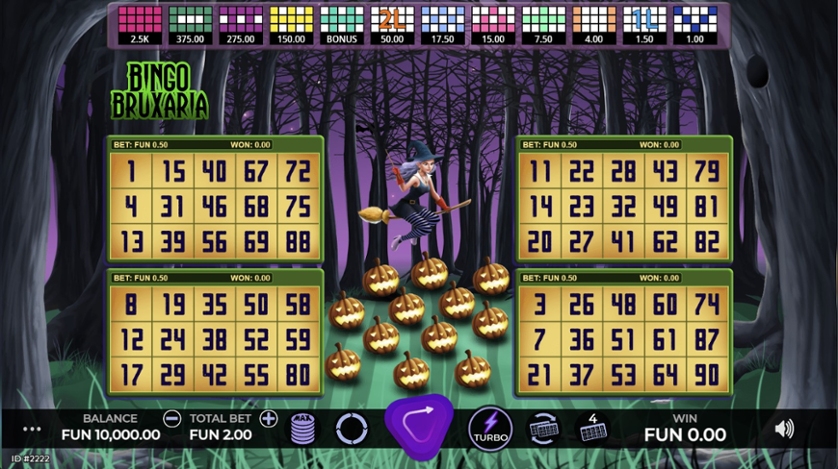 2.5K 375.00 275.00 150.00 BONUS 2L 50.00 17.50 15.00 7.50 4.00 1L 1.50 1.00
BINGO
BRUXARIA
BET: FUN 0.50 WON: 0.00
1 15 40 67 72
4 31 46 68 75
13 39 56 69 88
BET: FUN 0.50 WON: 0.00
11 22 28 43 79
14 23 32 49 81
20 27 41 62 82
BET: FUN 0.50 WON: 0.00
8 19 35 50 58
12 24 38 52 59
17 29 42 55 80
BET: FUN 0.50 WON: 0.00
3 26 48 60 74
7 36 51 61 87
21 37 53 64 90
BALANCE
FUN 10,000.00
TOTAL BET
FUN 2.00
MAX
TURBO
4
WIN
FUN 0.00
ID #2222